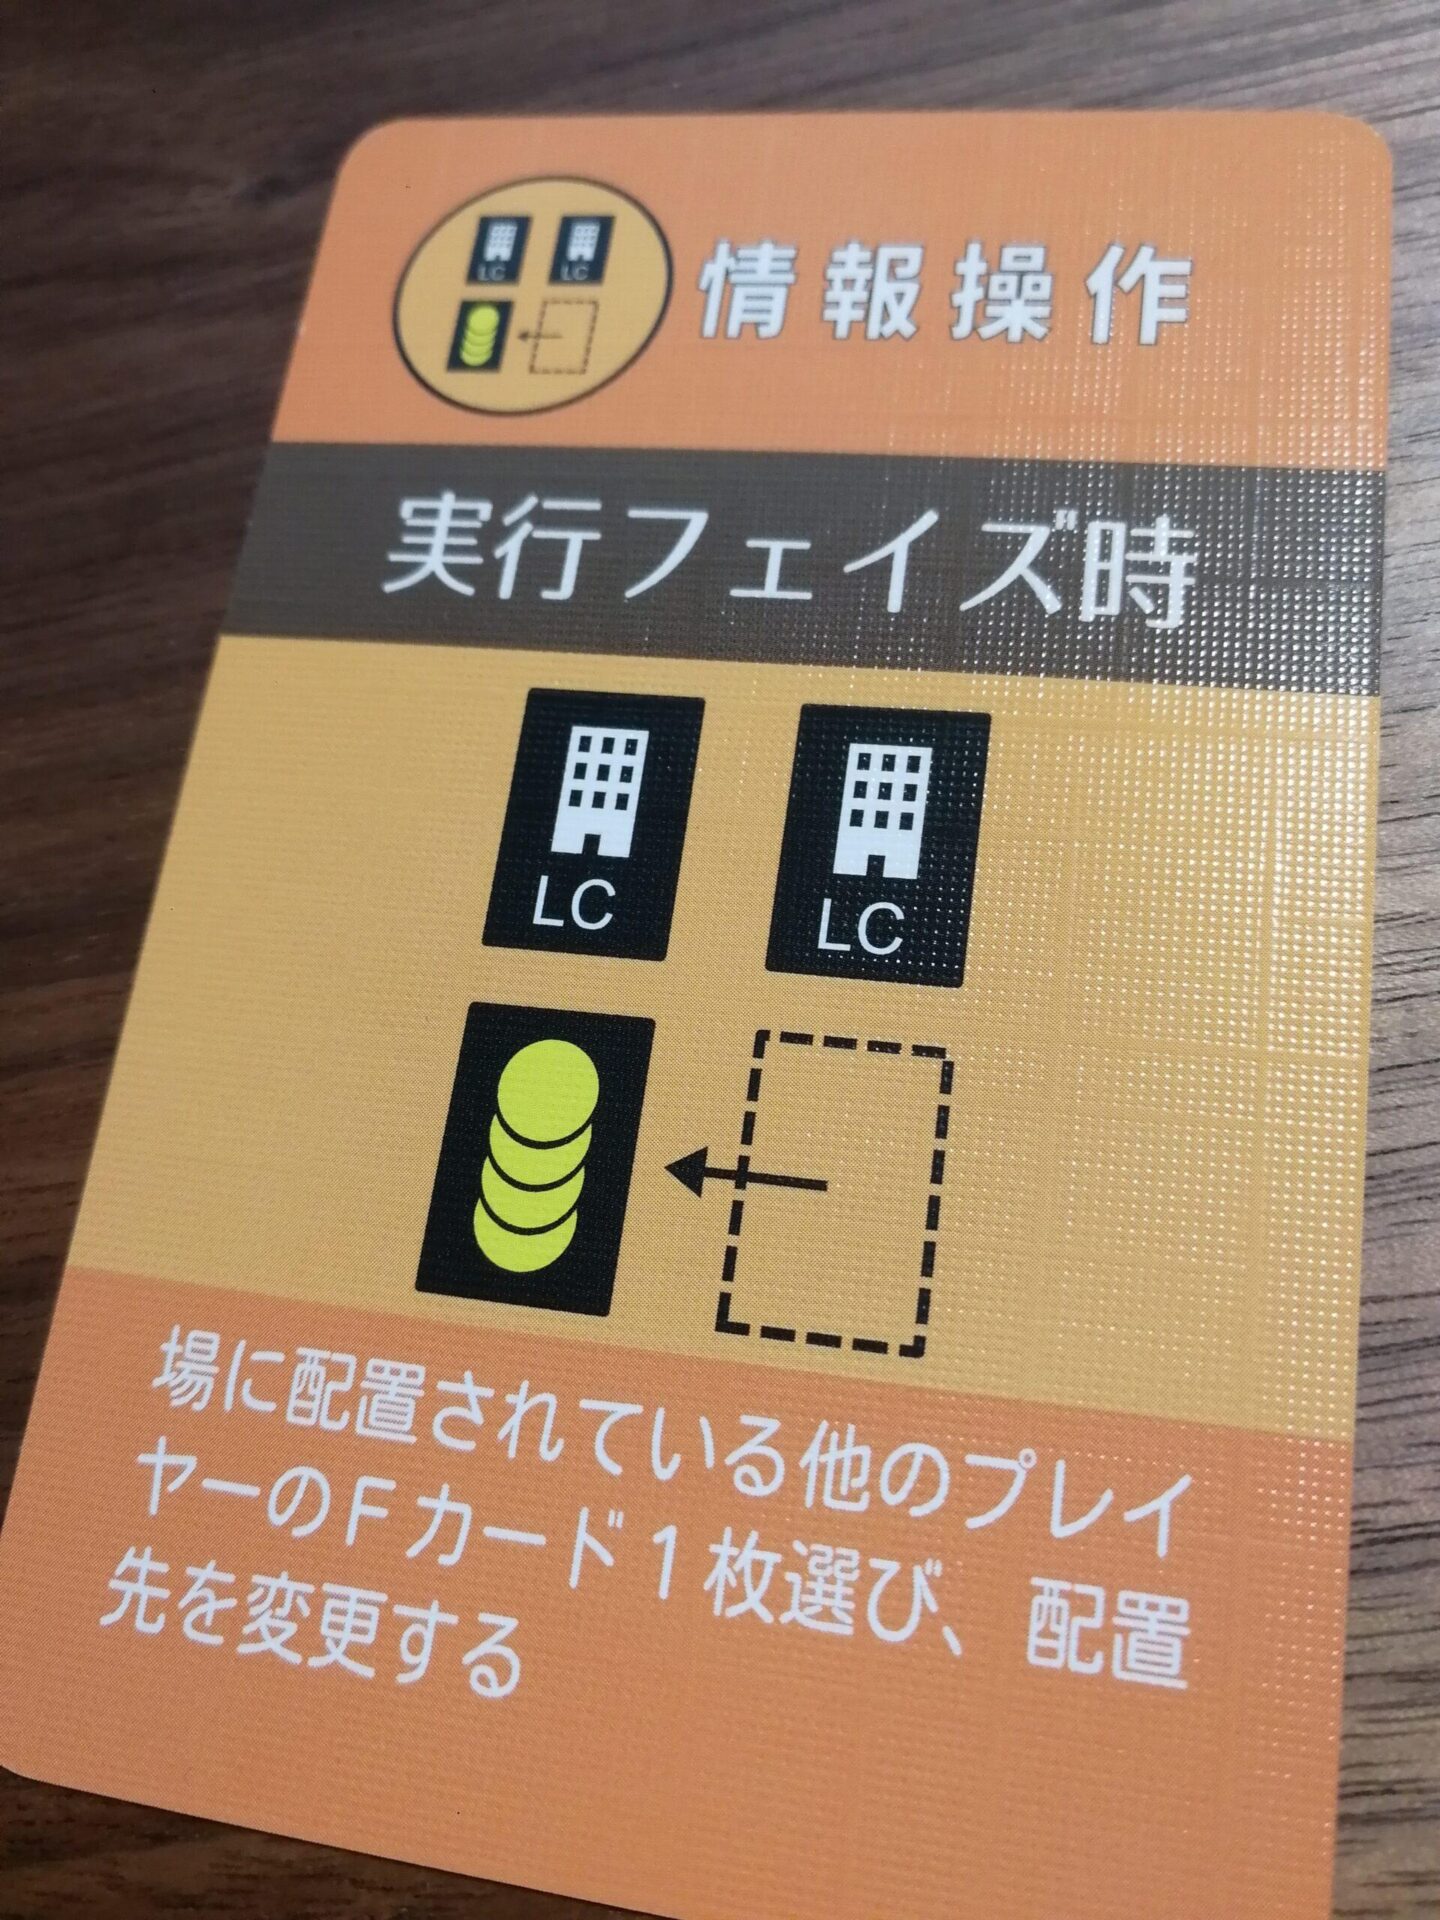 LC LC
情報操作
実行フェイズ時
LC LC
場に配置されている他のプレイ
ヤーのFカード1枚選び、配置
先を変更する